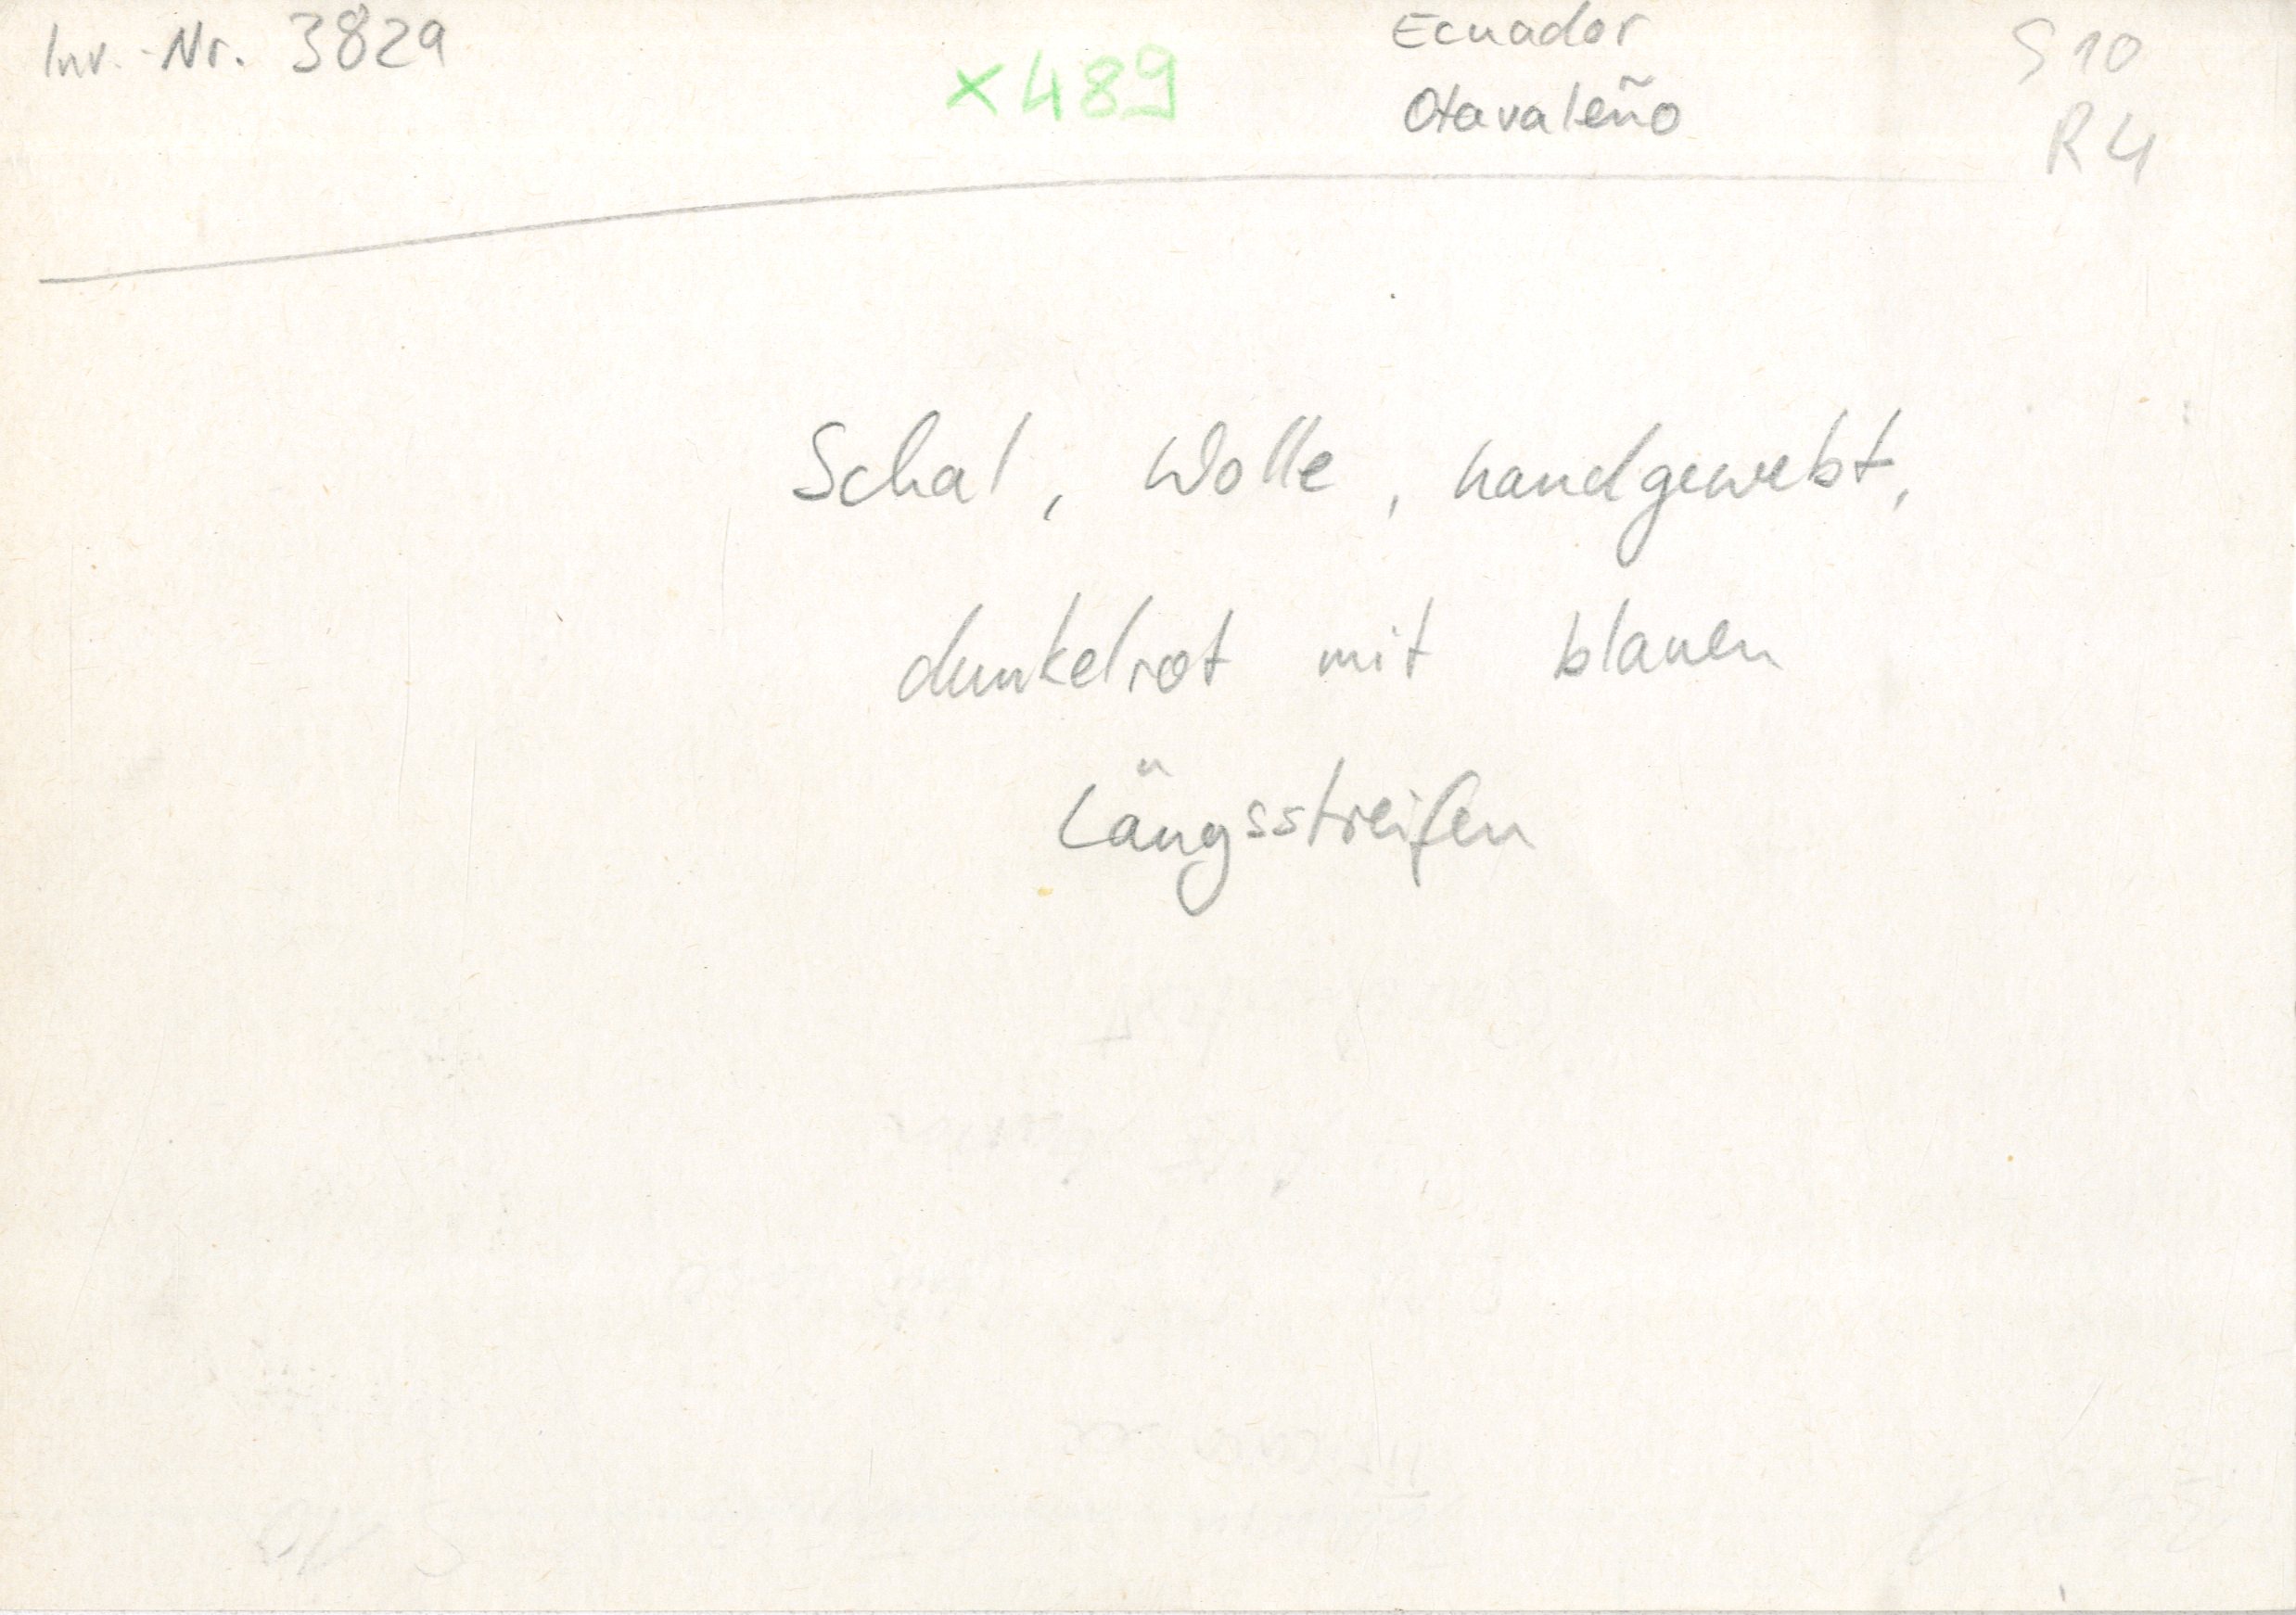 Inv.-Nr. 3829
x489
Ecuador
Otavaleño
S 10
R 4
Schal, Wolle, handgewebt,
dunkelrot mit blauen
Längsstreifen